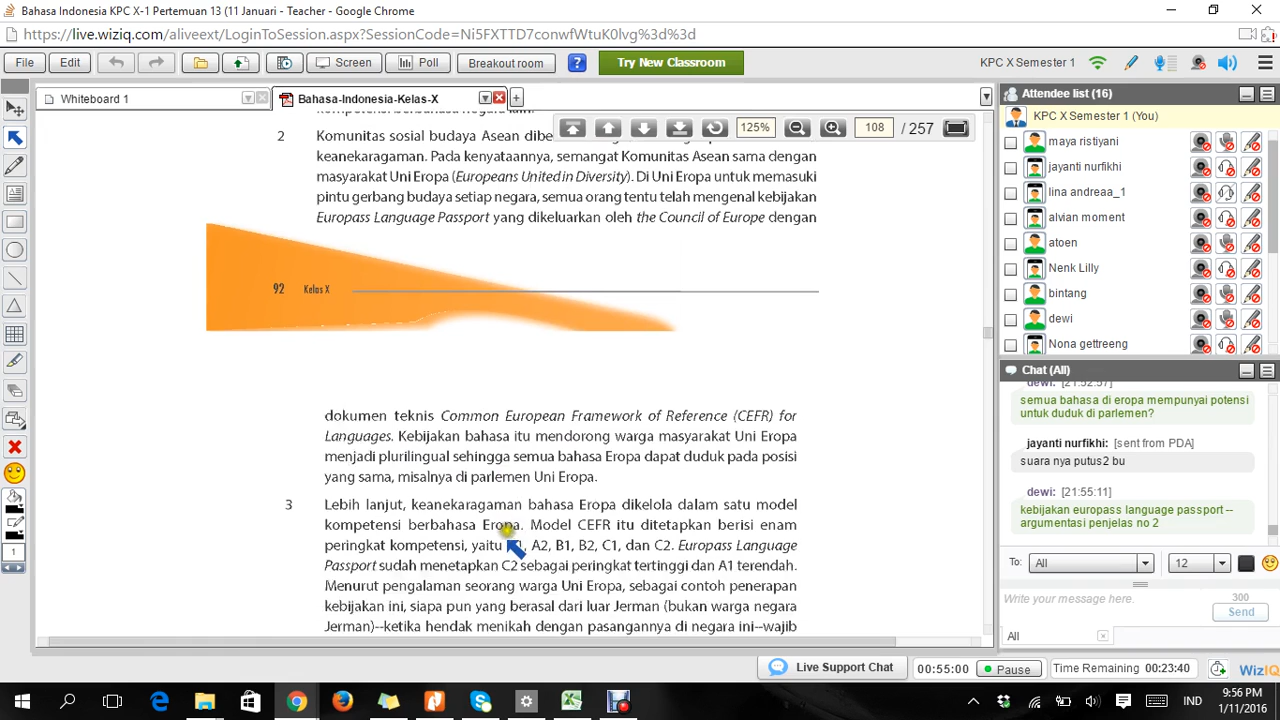 Bahasa Indonesia KPC X-1 Pertemuan 13 (11 Januari - Teacher - Google Chrome
https://live.wiziq.com/aliveext/LoginToSession.aspx?SessionCode=Ni5FXTTD7conwfWtuK0lvg%3d%3d
File
Edit
Screen
Poll
Breakout room
?
Try New Classroom
KPC X Semester 1
Whiteboard 1
Bahasa-Indonesia-Kelas-X
125%
108
/ 257
2 Komunitas sosial budaya Asean
keanekaragaman. Pada kenyataannya, semangat Komunitas Asean sama dengan
masyarakat Uni Eropa (Europeans United in Diversity). Di Uni Eropa untuk memasuki
pintu gerbang budaya setiap negara, semua orang tentu telah mengenal kebijakan
Europass Language Passport yang dikeluarkan oleh the Council of Europe dengan
92 Kelas X
dokumen teknis Common European Framework of Reference (CEFR) for
Languages. Kebijakan bahasa itu mendorong warga masyarakat Uni Eropa
menjadi plurilingual sehingga semua bahasa Eropa dapat duduk pada posisi
yang sama, misalnya di parlemen Uni Eropa.
3 Lebih lanjut, keanekaragaman bahasa Eropa dikelola dalam satu model
kompetensi berbahasa Eropa. Model CEFR itu ditetapkan berisi enam
peringkat kompetensi, yaitu A2, B1, B2, C1, dan C2. Europass Language
Passport sudah menetapkan C2 sebagai peringkat tertinggi dan A1 terendah.
Menurut pengalaman seorang warga Uni Eropa, sebagai contoh penerapan
kebijakan ini, siapa pun yang berasal dari luar Jerman (bukan warga negara
Jerman)--ketika hendak menikah dengan pasangannya di negara ini--wajib
1
Attendee list (16)
KPC X Semester 1 (You)
maya ristiyani
jayanti nurfikhi
lina andreaa_1
alvian moment
atoen
Nenk Lilly
bintang
dewi
Nona gettreeng
Chat (All)
dewi: [21:52:57]
semua bahasa di eropa mempunyai potensi
untuk duduk di parlemen?
jayanti nurfikhi: [sent from PDA]
suara nya putus2 bu
dewi: [21:55:11]
kebijakan europass language passport --
argumentasi penjelas no 2
To: All
12
Write your message here.
300
Send
All
Live Support Chat
00:55:00
Pause
Time Remaining 00:23:40
WizIQ
IND
9:56 PM
1/11/2016